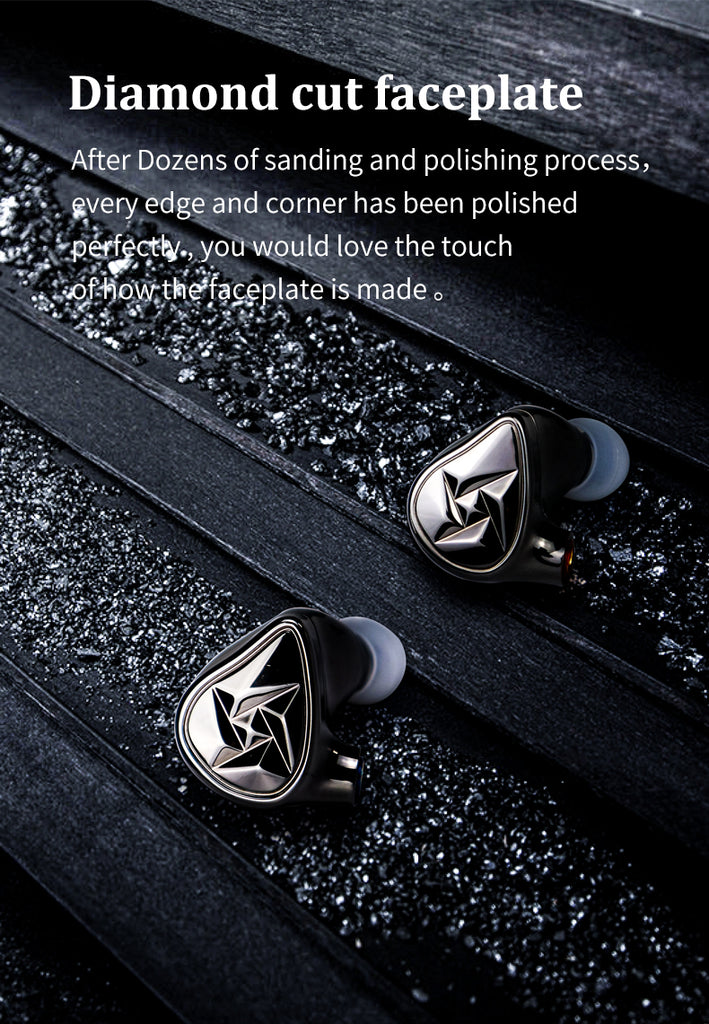 Diamond cut faceplate
After Dozens of sanding and polishing process，
every edge and corner has been polished
perfectly., you would love the touch
of how the faceplate is made 。